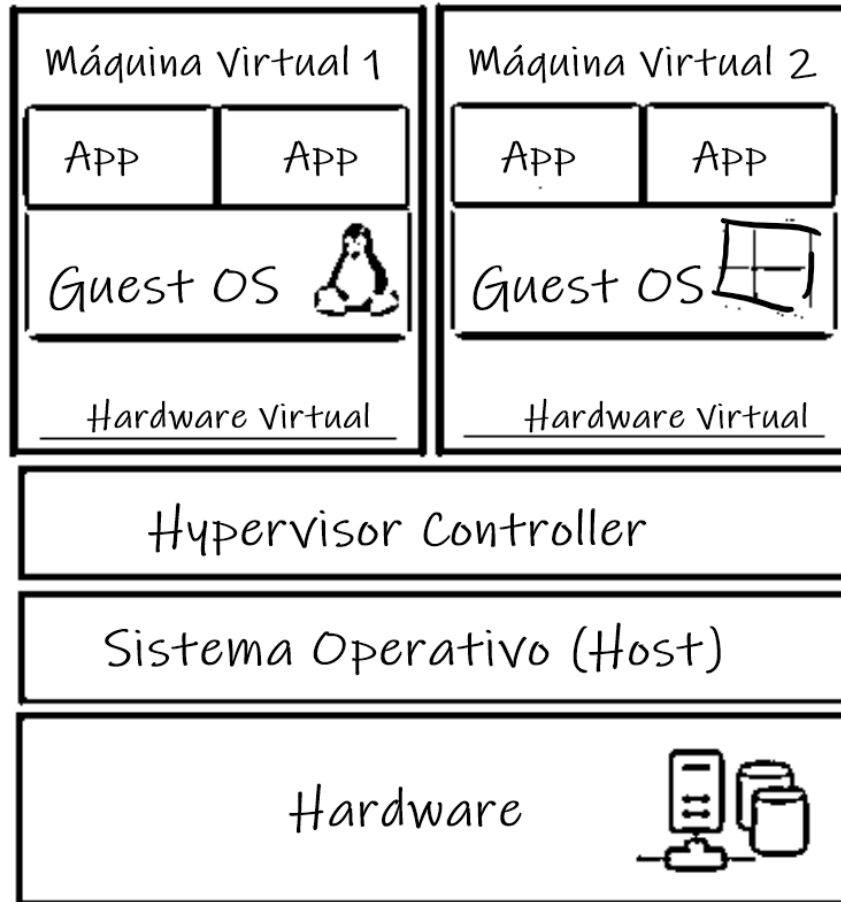 Máquina Virtual 1
Máquina Virtual 2
App
App
App
App
Guest OS
Guest OS
Hardware Virtual
Hardware Virtual
Hypervisor Controller
Sistema Operativo (Host)
Hardware